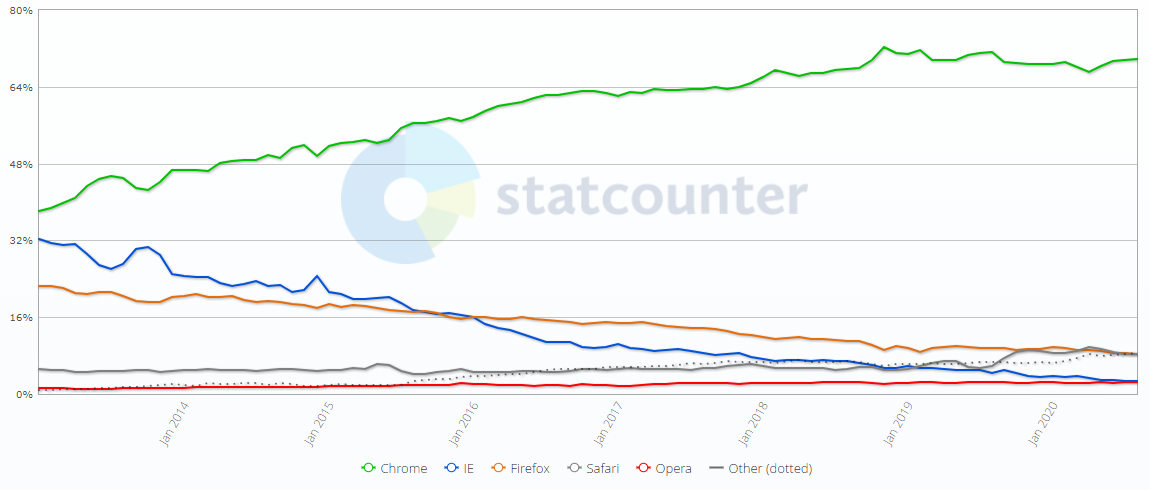 80%
64%
48%
32%
16%
0%
statcounter
Jan 2014
Jan 2015
Jan 2016
Jan 2017
Jan 2018
Jan 2019
Jan 2020
Chrome IE Firefox Safari Opera Other (dotted)